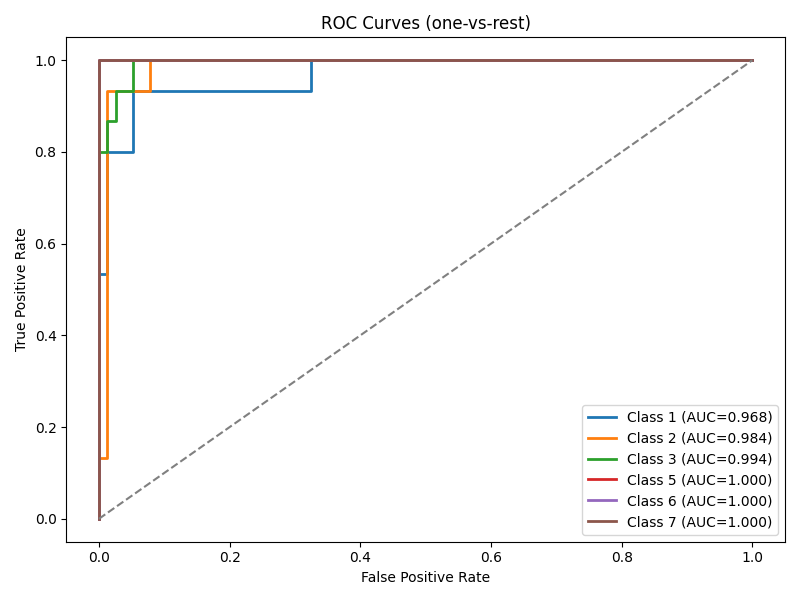 ROC Curves (one-vs-rest)
True Positive Rate
1.0
0.8
0.6
0.4
0.2
0.0
0.0 0.2 0.4 0.6 0.8 1.0
False Positive Rate
Class 1 (AUC=0.968)
Class 2 (AUC=0.984)
Class 3 (AUC=0.994)
Class 5 (AUC=1.000)
Class 6 (AUC=1.000)
Class 7 (AUC=1.000)